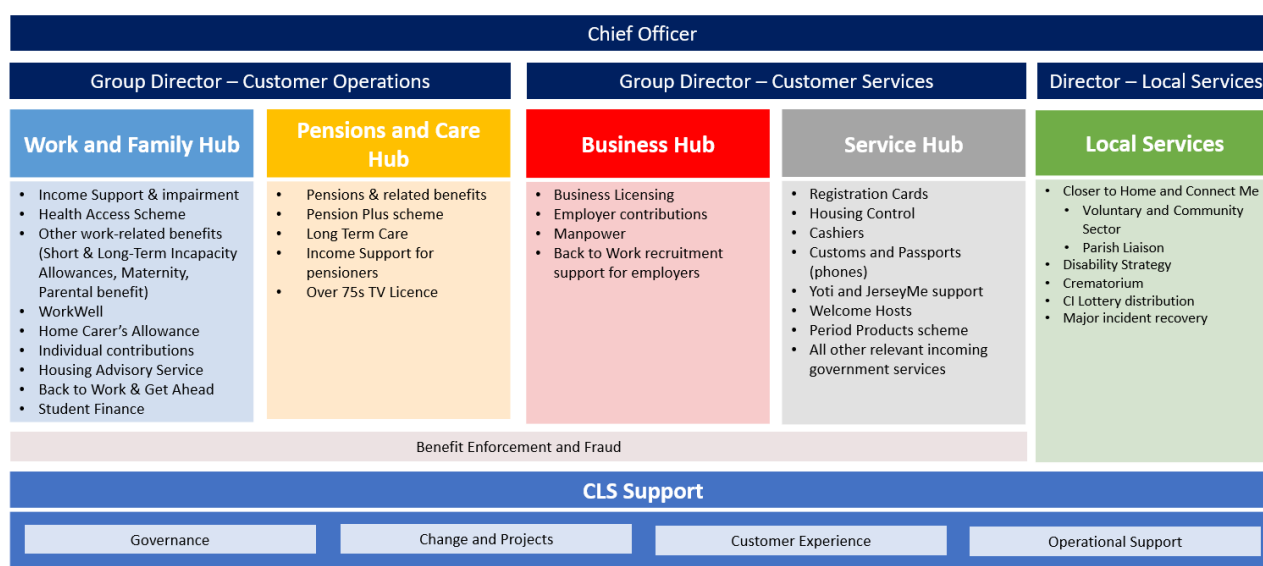 Chief Officer
Group Director – Customer Operations
Group Director – Customer Services
Director – Local Services
Work and Family Hub
• Income Support & impairment
• Health Access Scheme
• Other work-related benefits
(Short & Long-Term Incapacity
Allowances, Maternity,
Parental benefit)
• WorkWell
• Home Carer’s Allowance
• Individual contributions
• Housing Advisory Service
• Back to Work & Get Ahead
• Student Finance
Pensions and Care
Hub
• Pensions & related benefits
• Pension Plus scheme
• Long Term Care
• Income Support for
pensioners
• Over 75s TV Licence
Business Hub
• Business Licensing
• Employer contributions
• Manpower
• Back to Work recruitment
support for employers
Service Hub
• Registration Cards
• Housing Control
• Cashiers
• Customs and Passports
(phones)
• Yoti and JerseyMe support
• Welcome Hosts
• Period Products scheme
• All other relevant incoming
government services
Local Services
• Closer to Home and Connect Me
• Voluntary and Community
Sector
• Parish Liaison
• Disability Strategy
• Crematorium
• CI Lottery distribution
• Major incident recovery
Benefit Enforcement and Fraud
CLS Support
Governance
Change and Projects
Customer Experience
Operational Support